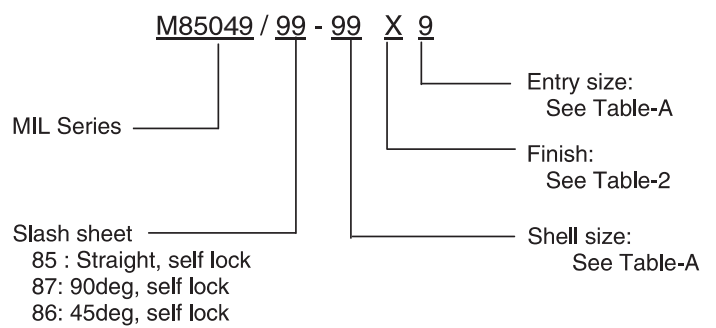 M85049 / 99 - 99 X 9
Entry size:
See Table-A
MIL Series
Finish:
See Table-2
Slash sheet
85 : Straight, self lock
87: 90deg, self lock
86: 45deg, self lock
Shell size:
See Table-A